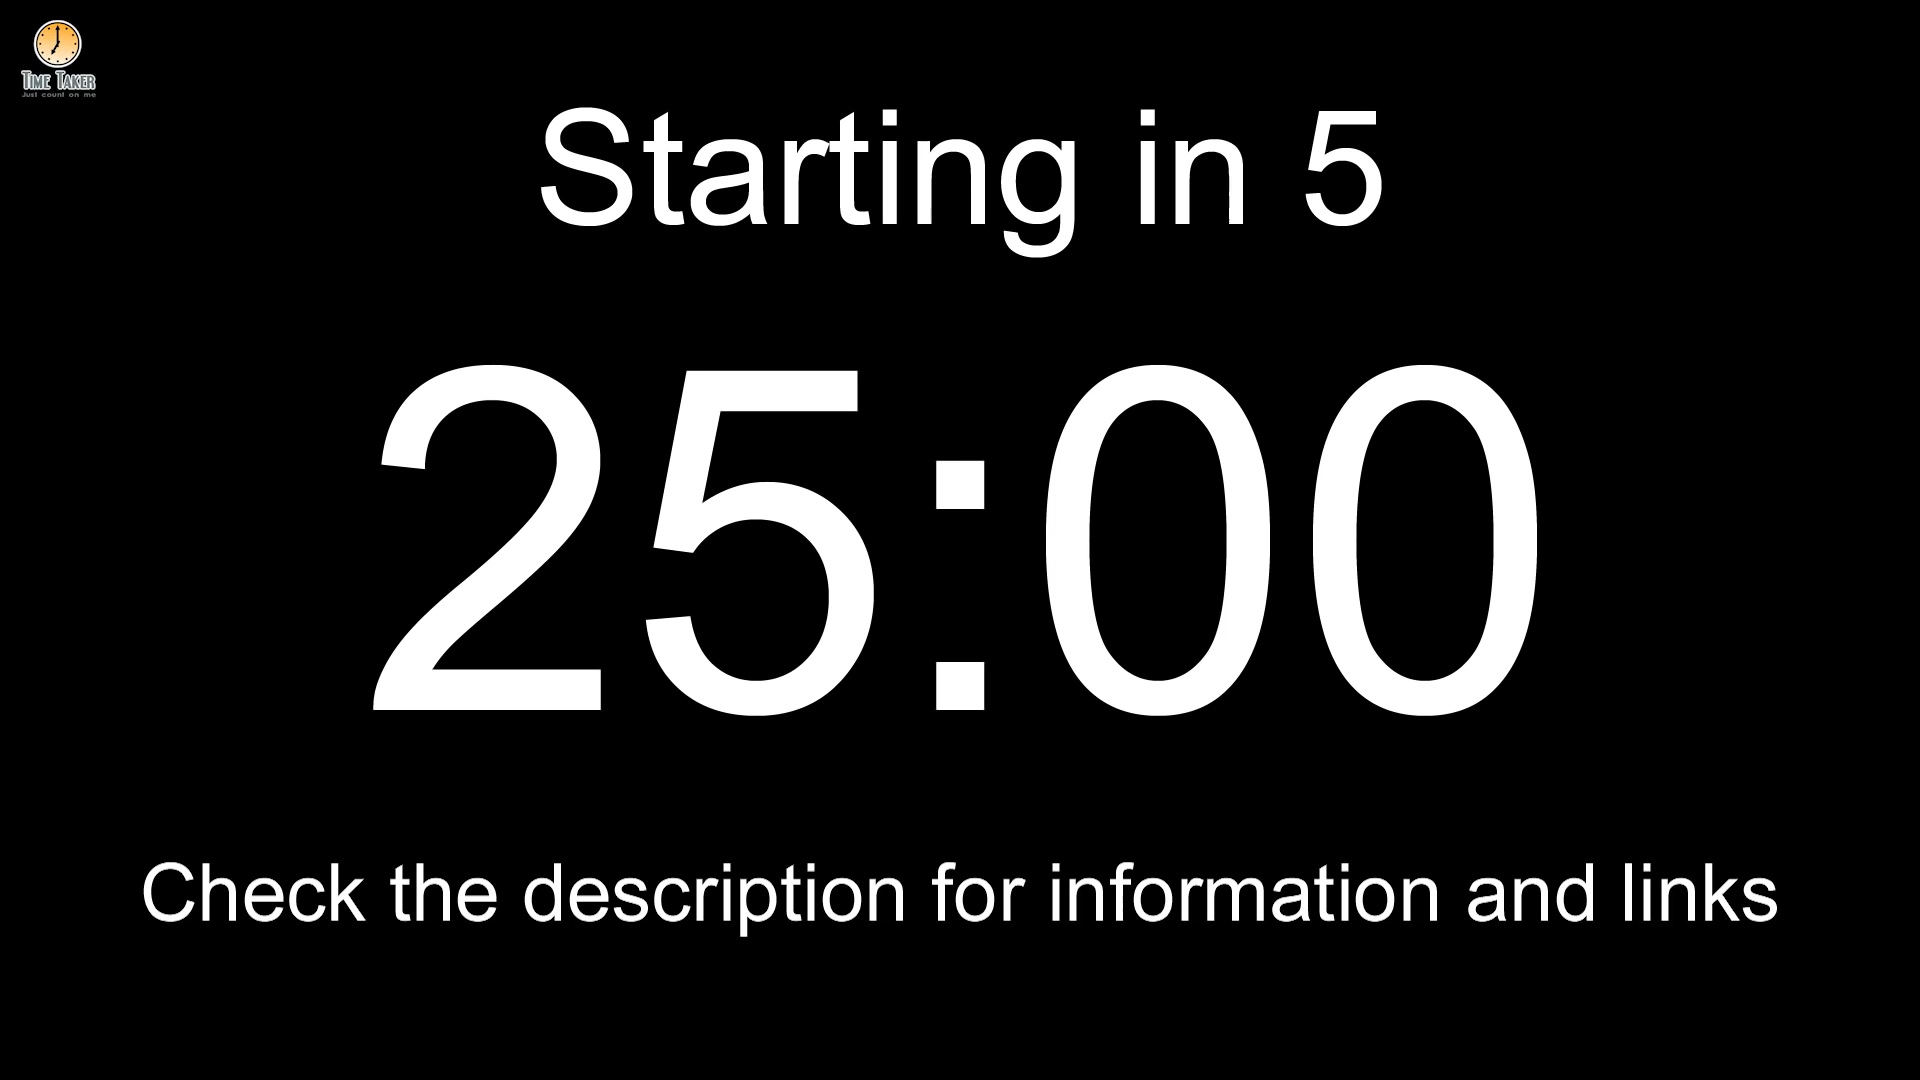 TIME TAKER
Just count on me
Starting in 5
25:00
Check the description for information and links